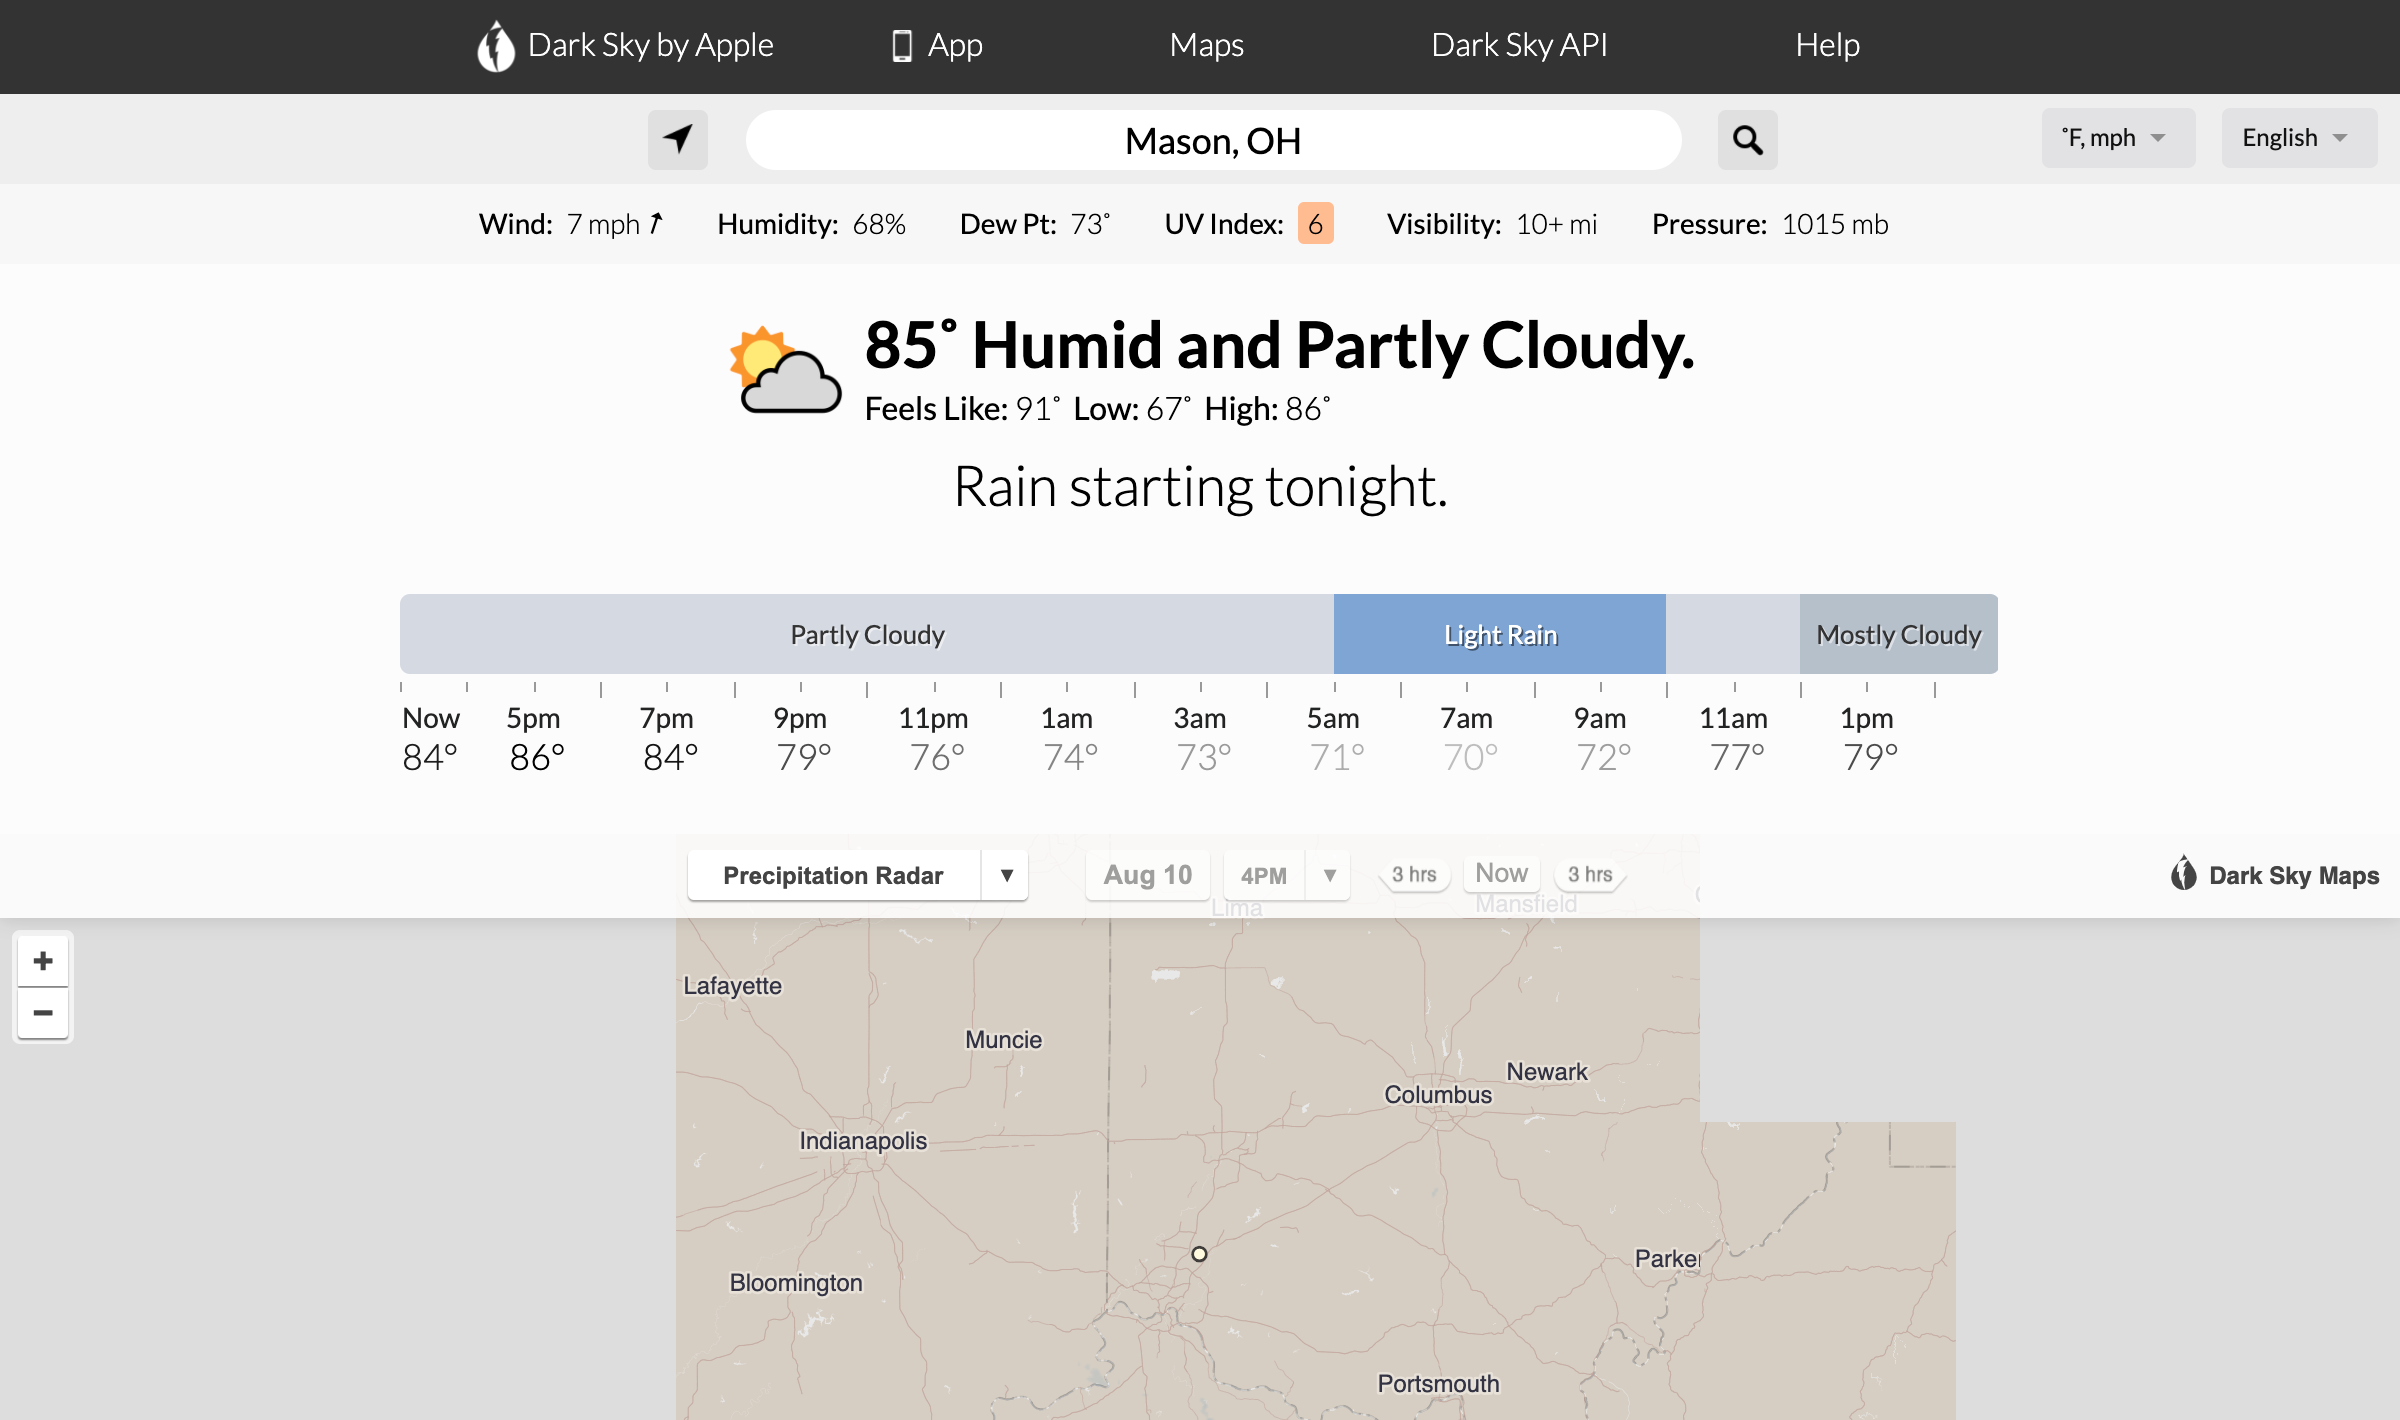 Dark Sky by Apple App Maps Dark Sky API Help
Mason, OH ˚F, mph English
Wind: 7 mph Humidity: 68% Dew Pt: 73˚ UV Index: 6 Visibility: 10+ mi Pressure: 1015 mb
85˚ Humid and Partly Cloudy.
Feels Like: 91˚ Low: 67˚ High: 86˚
Rain starting tonight.
Partly Cloudy Light Rain Mostly Cloudy
Now 5pm 7pm 9pm 11pm 1am 3am 5am 7am 9am 11am 1pm
84° 86° 84° 79° 76° 74° 73° 71° 70° 72° 77° 79°
Precipitation Radar ▼ Aug 10 4PM ▼ 3 hrs Now 3 hrs Dark Sky Maps
Lima Mansfield
+
−
Lafayette
Muncie
Newark
Columbus
Indianapolis
Parker
Bloomington
Portsmouth